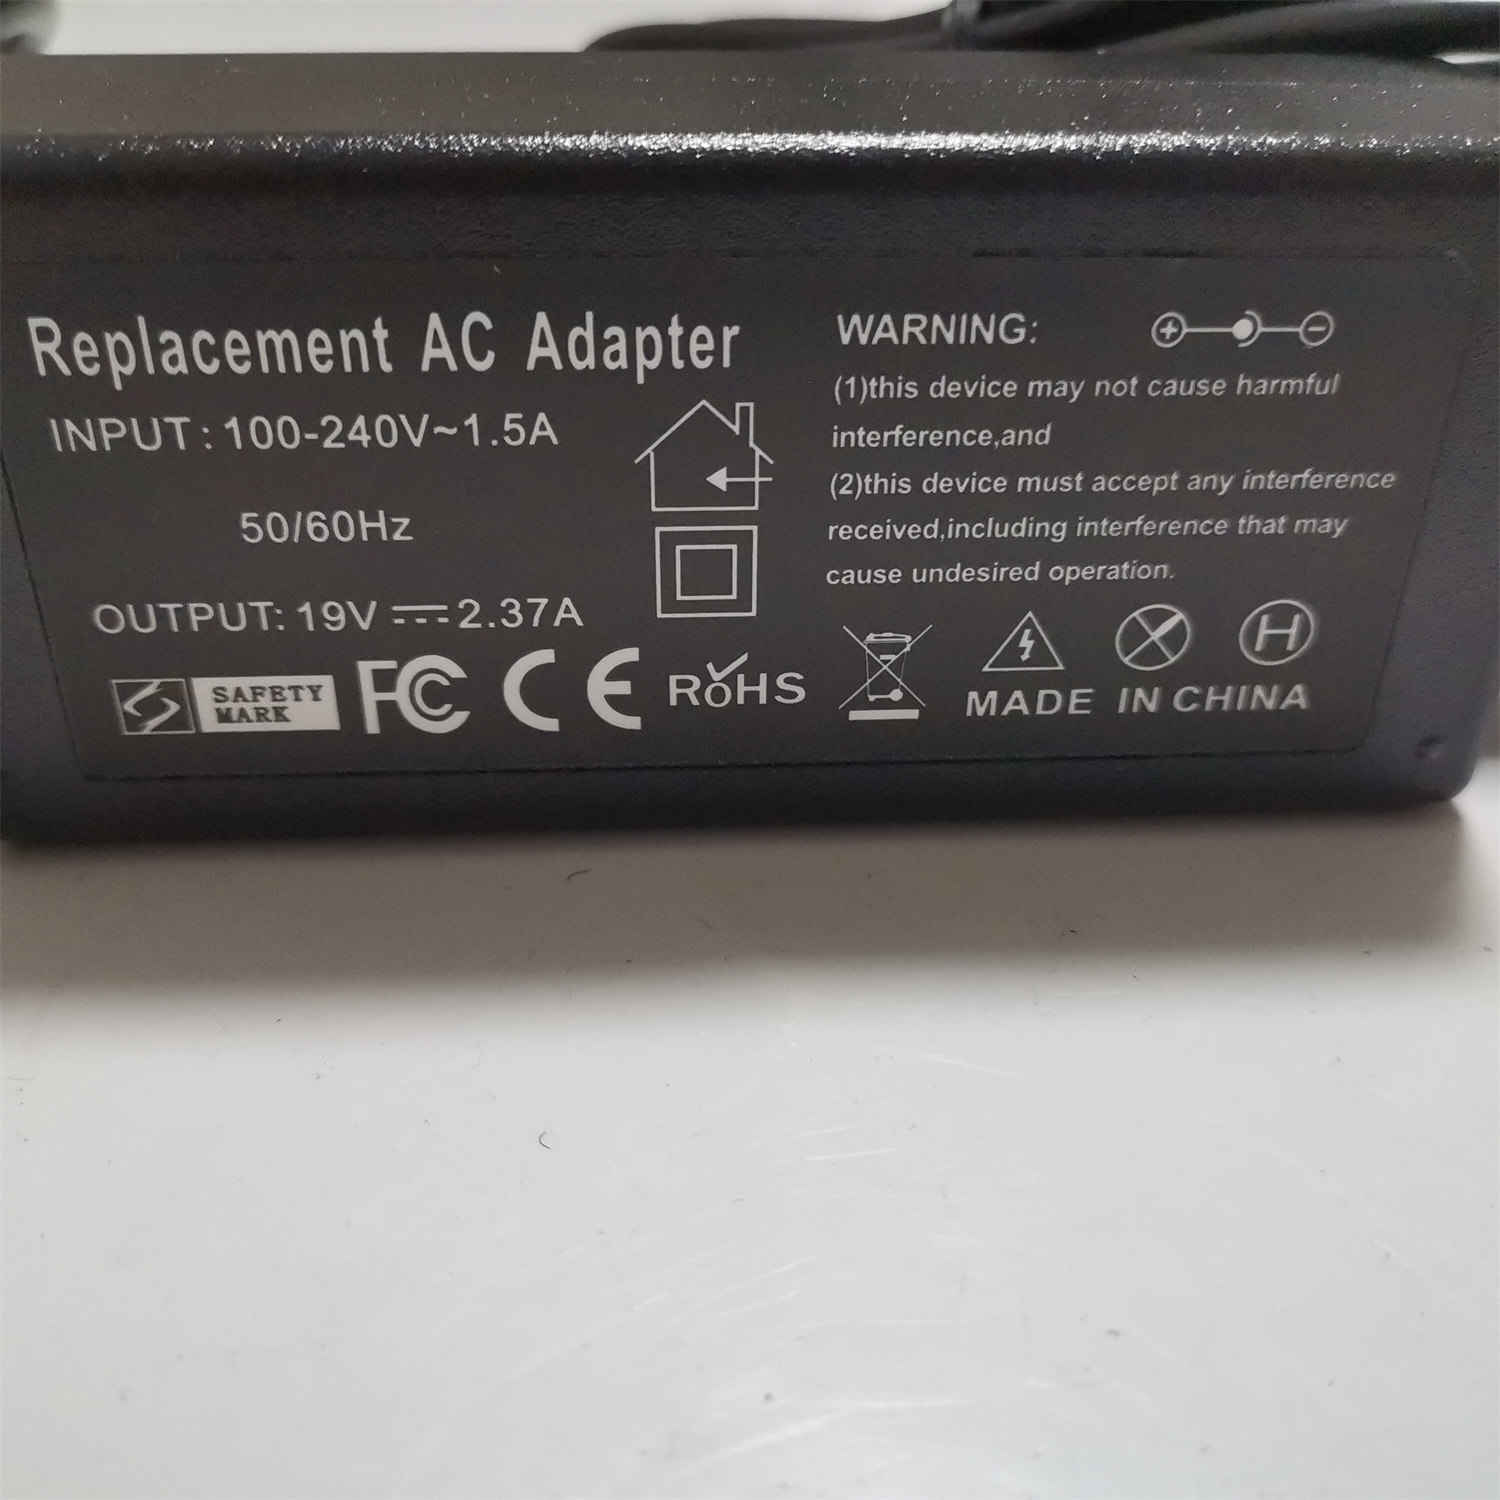 Replacement AC Adapter
INPUT: 100-240V~1.5A
50/60Hz
OUTPUT: 19V ⎓ 2.37A
SAFETY
MARK
FC CE RoHS
WARNING:
(1)this device may not cause harmful
interference,and
(2)this device must accept any interference
received,including interference that may
cause undesired operation.
H
MADE IN CHINA